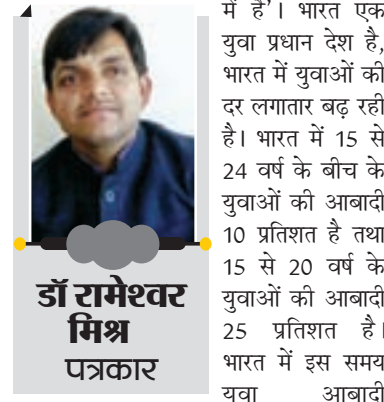 डॉ रामेश्वर
मिश्र
पत्रकार
में है'। भारत एक
युवा प्रधान देश है,
भारत में युवाओं की
दर लगातार बढ़ रही
है। भारत में 15 से
24 वर्ष के बीच के
युवाओं की आबादी
10 प्रतिशत है तथा
15 से 20 वर्ष के
युवाओं की आबादी
25 प्रतिशत है।
भारत में इस समय
युवा आबादी